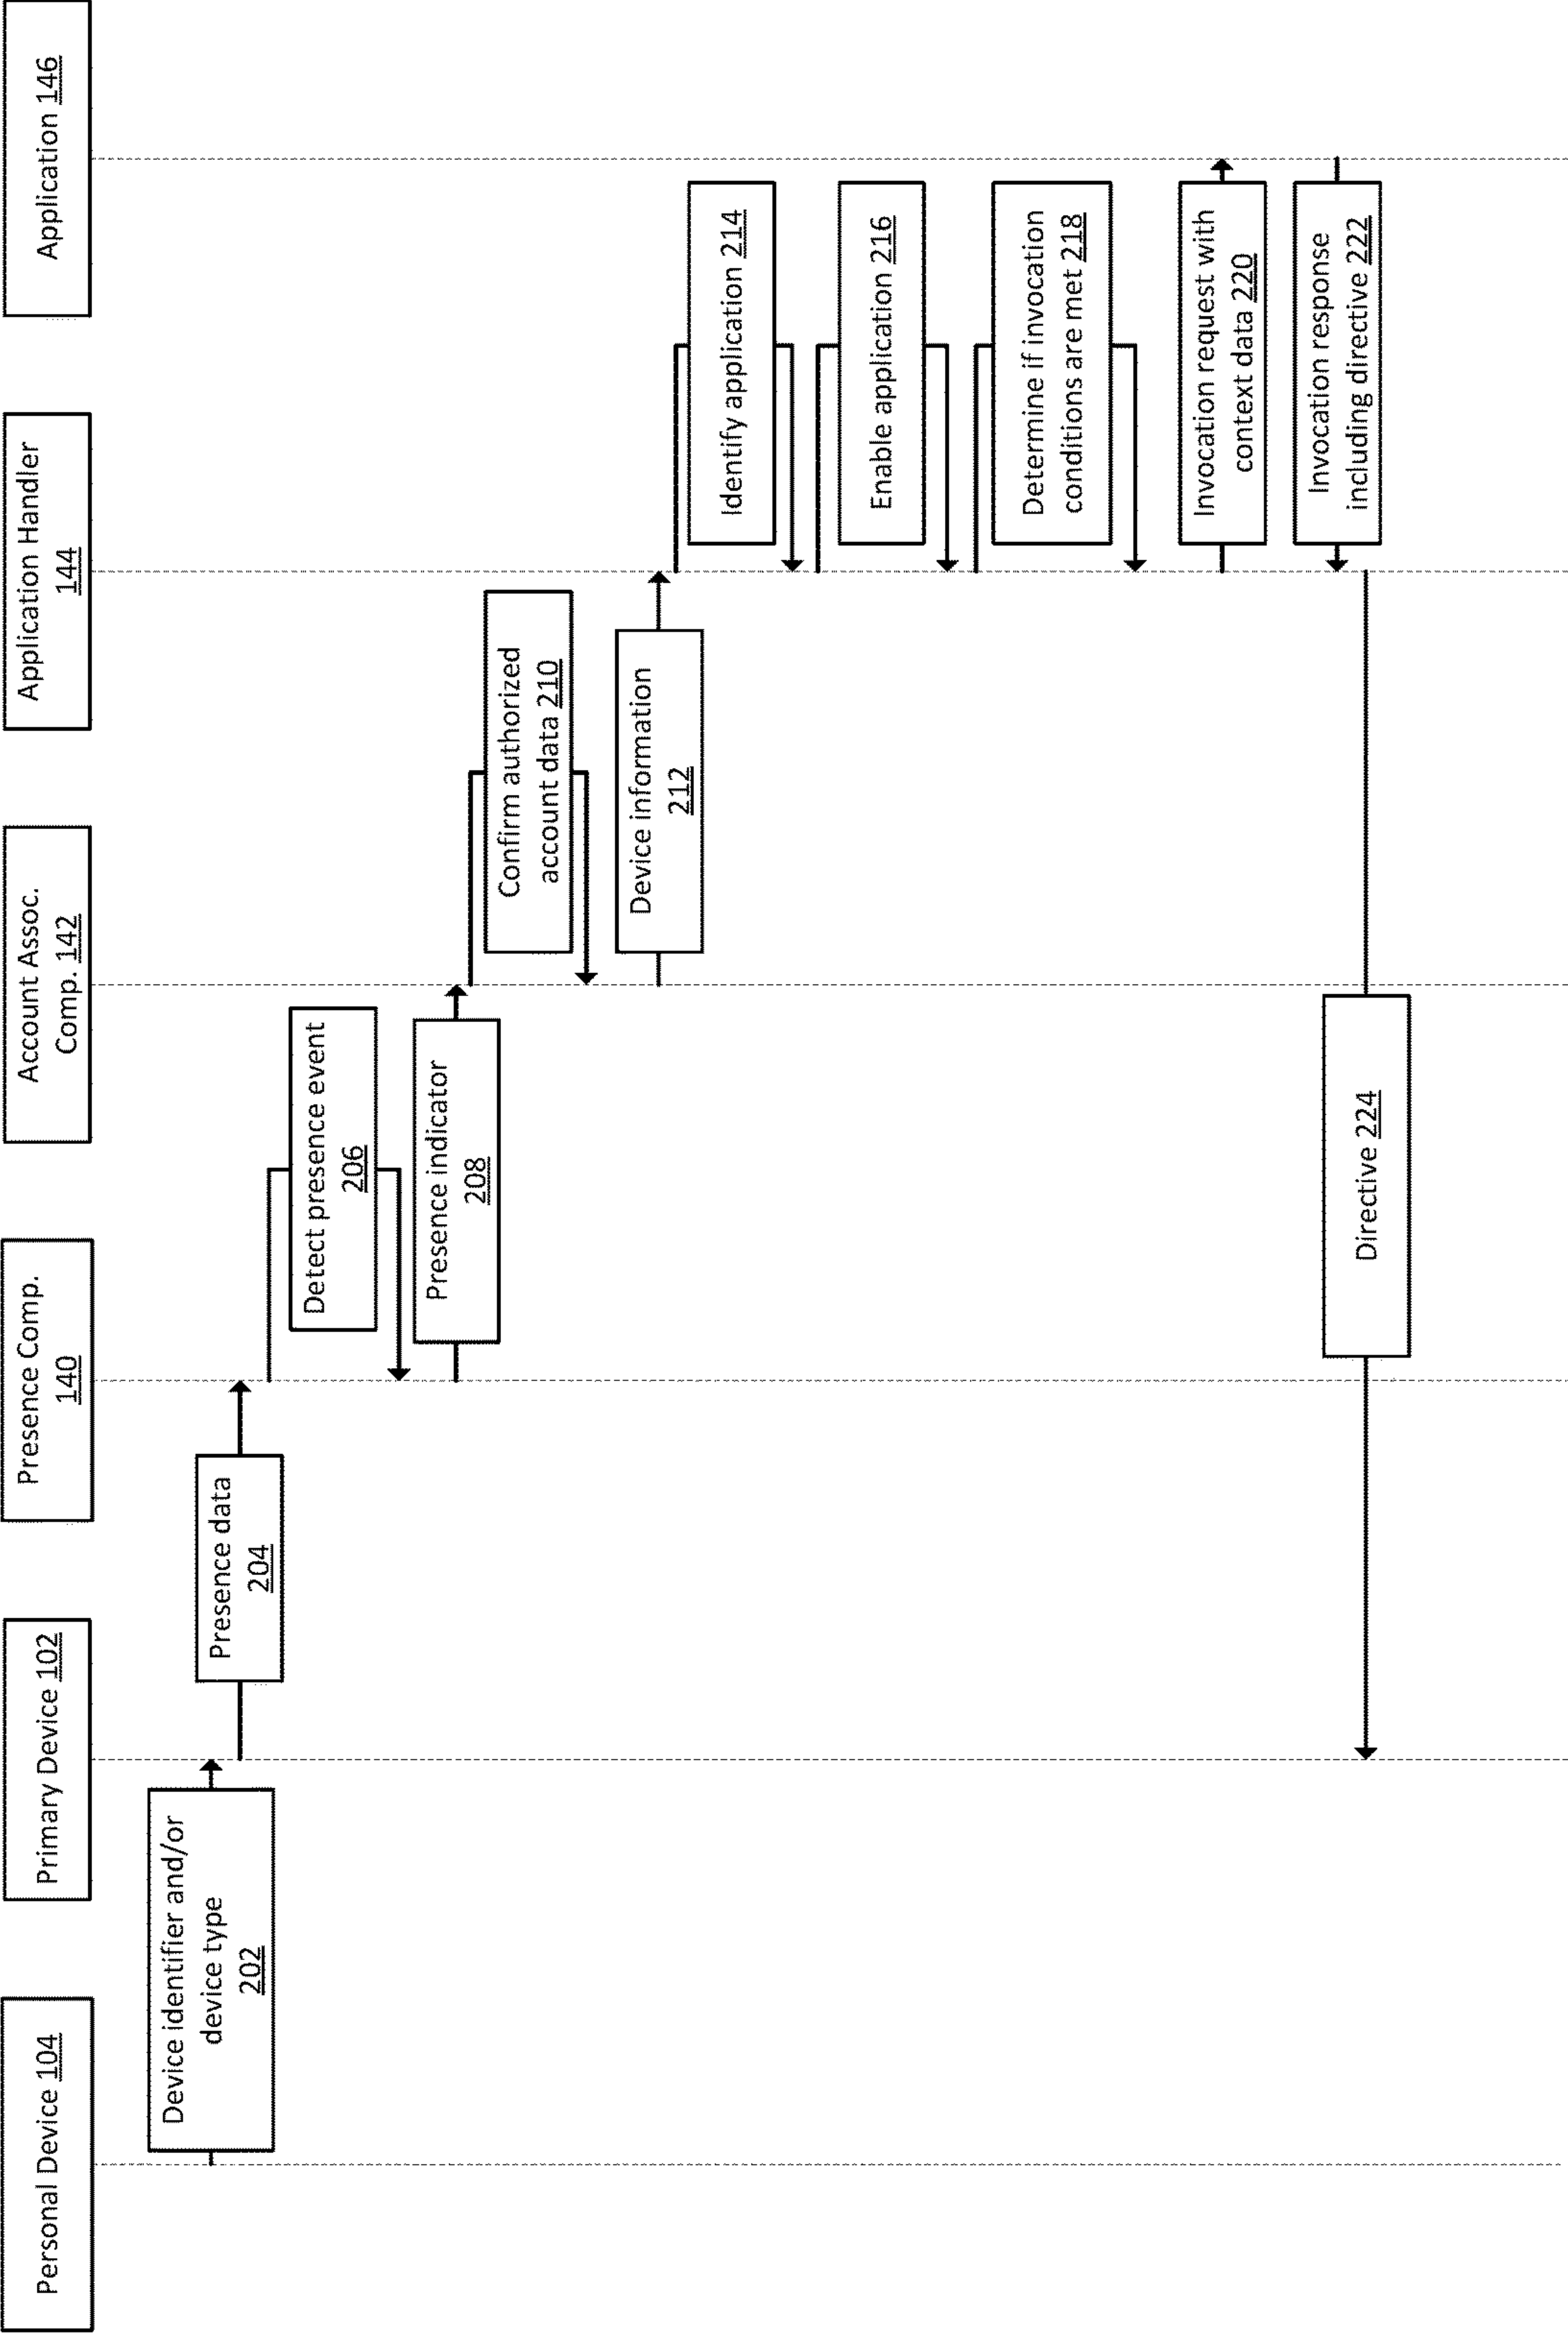 Personal Device 104
Primary Device 102
Presence Comp.
140
Account Assoc.
Comp. 142
Application Handler
144
Application 146
Device identifier and/or
device type
202
Presence data
204
Detect presence event
206
Presence indicator
208
Confirm authorized
account data 210
Device information
212
Identify application 214
Enable application 216
Determine if invocation
conditions are met 218
Invocation request with
context data 220
Invocation response
including directive 222
Directive 224